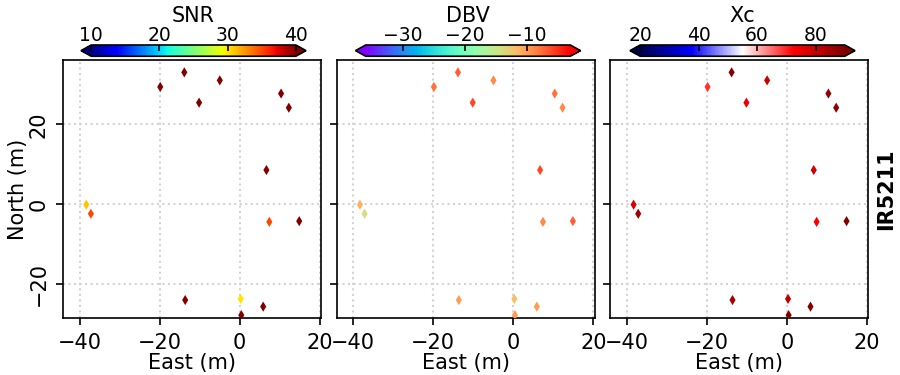 SNR DBV Xc
10 20 30 40 −30 −20 −10 20 40 60 80
North (m)
20
0
−20
IR5211
−40 −20 0 20 −40 −20 0 20 −40 −20 0 20
East (m) East (m) East (m)